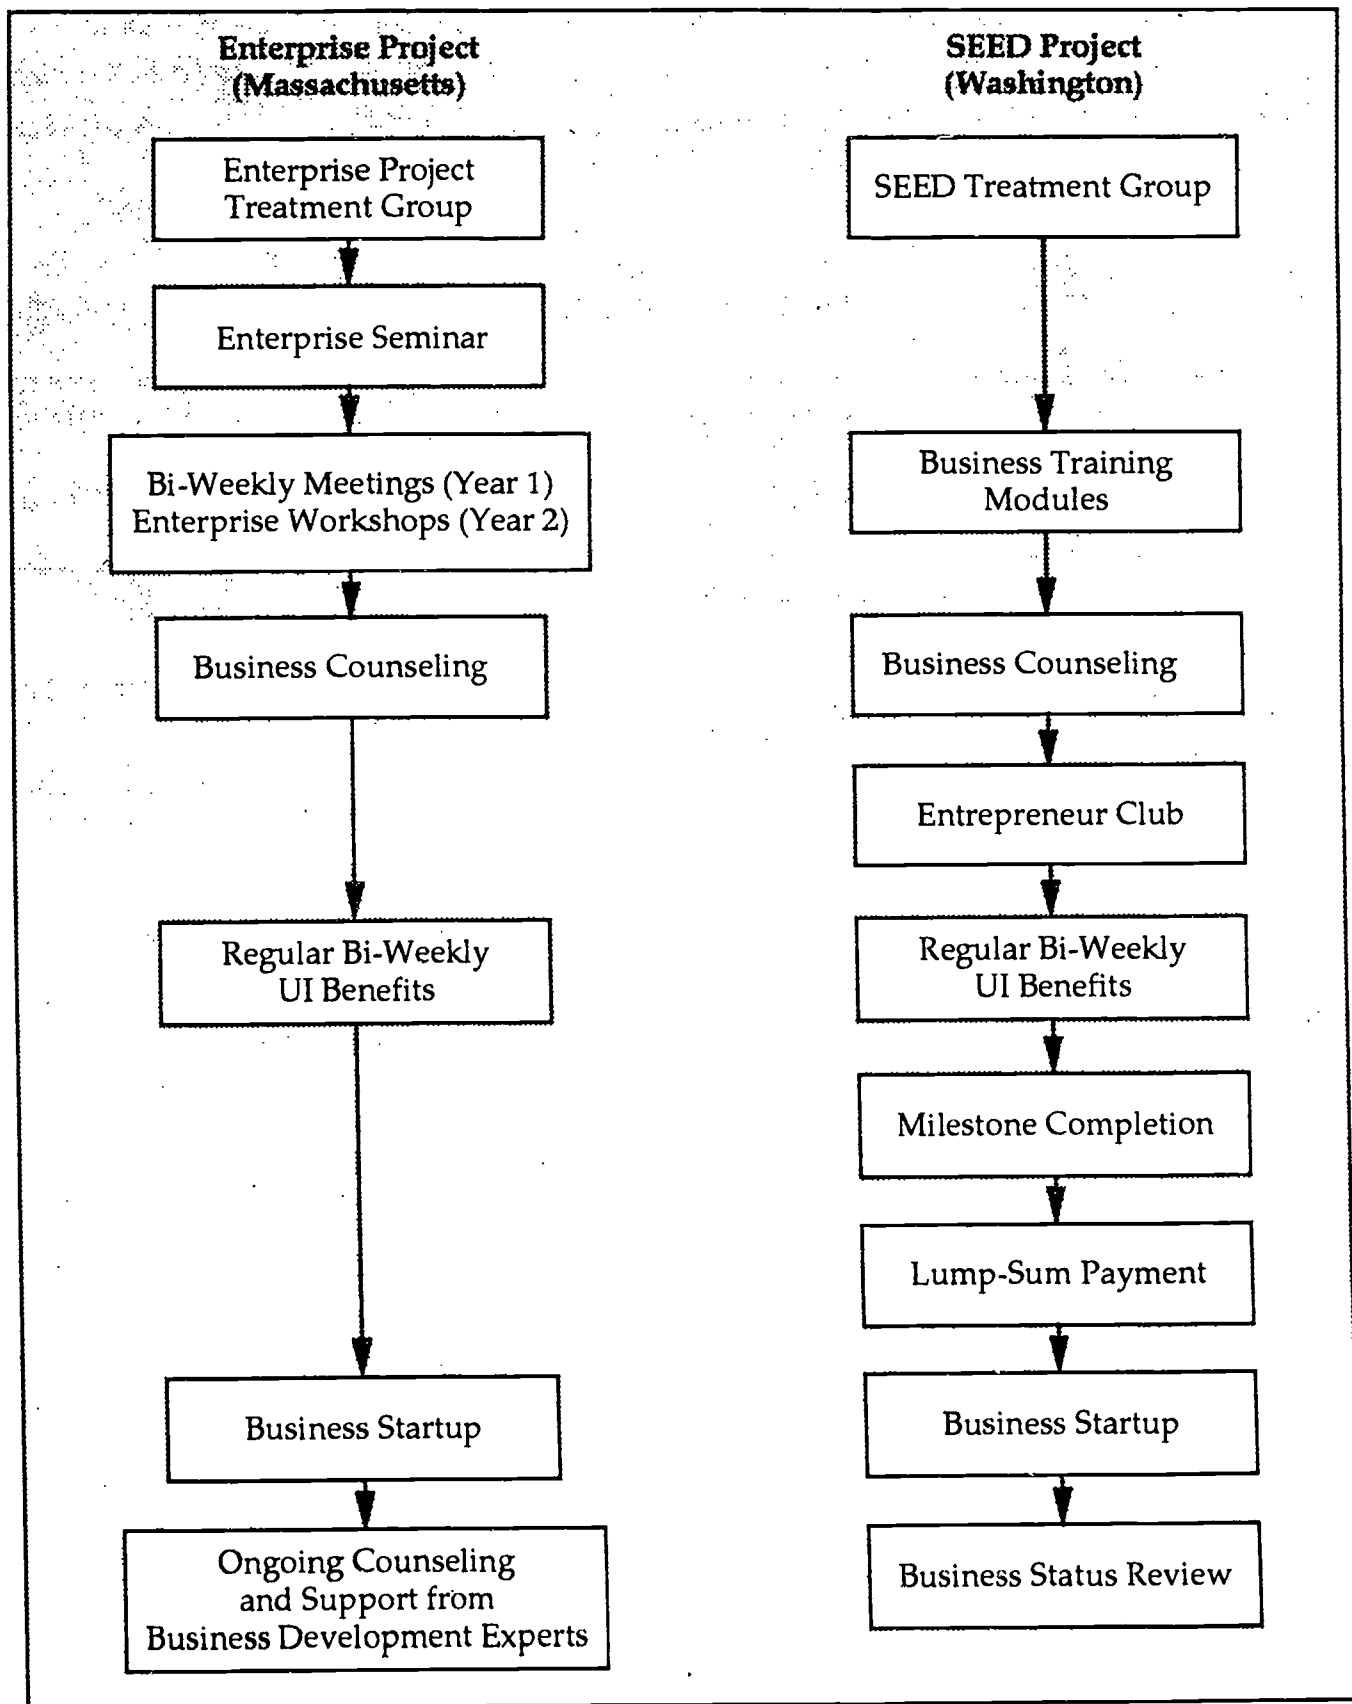 Enterprise Project
(Massachusetts)
Enterprise Project
Treatment Group
Enterprise Seminar
Bi-Weekly Meetings (Year 1)
Enterprise Workshops (Year 2)
Business Counseling
Regular Bi-Weekly
UI Benefits
Business Startup
Ongoing Counseling
and Support from
Business Development Experts
SEED Project
(Washington)
SEED Treatment Group
Business Training
Modules
Business Counseling
Entrepreneur Club
Regular Bi-Weekly
UI Benefits
Milestone Completion
Lump-Sum Payment
Business Startup
Business Status Review